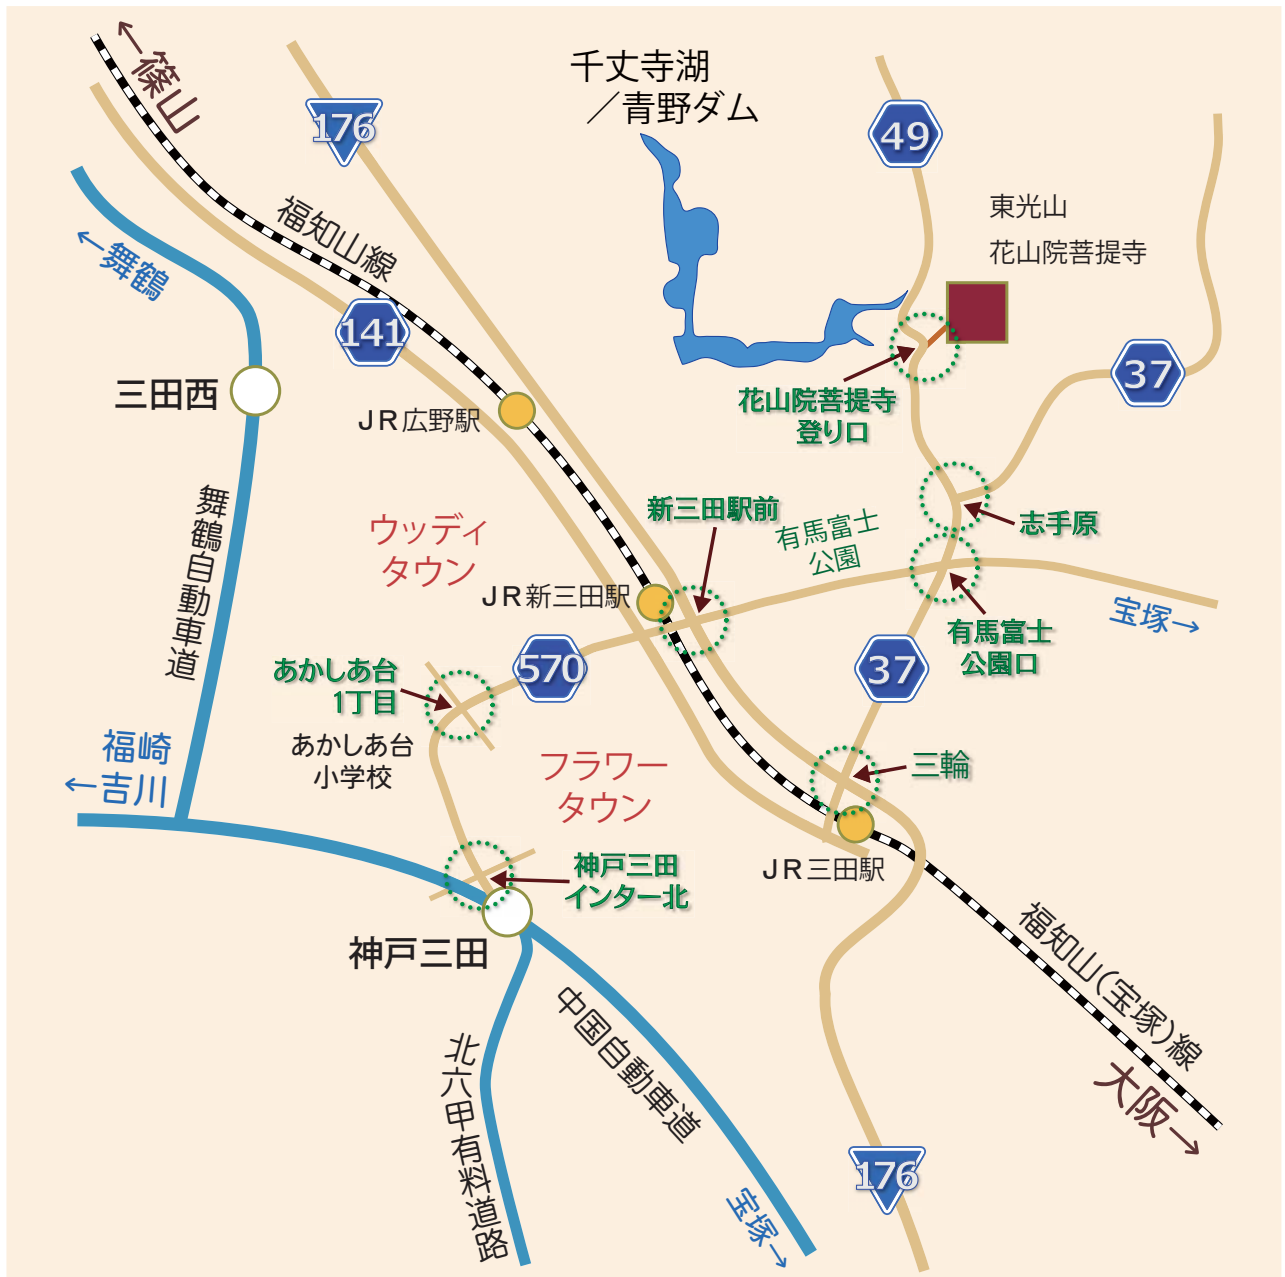 ←篠山
176
千丈寺湖
／青野ダム
49
東光山
花山院菩提寺
福知山線
←舞鶴
141
37
三田西
花山院菩提寺
登り口
JR広野駅
舞鶴自動車道
新三田駅前
有馬富士
公園
志手原
ウッディ
タウン
JR新三田駅
宝塚→
有馬富士
公園口
570
37
あかしあ台
1丁目
あかしあ台
小学校
福崎
←吉川
フラワー
タウン
三輪
JR三田駅
神戸三田
インター北
神戸三田
福知山(宝塚)線
大阪→
中国自動車道
北六甲有料道路
176
宝塚→